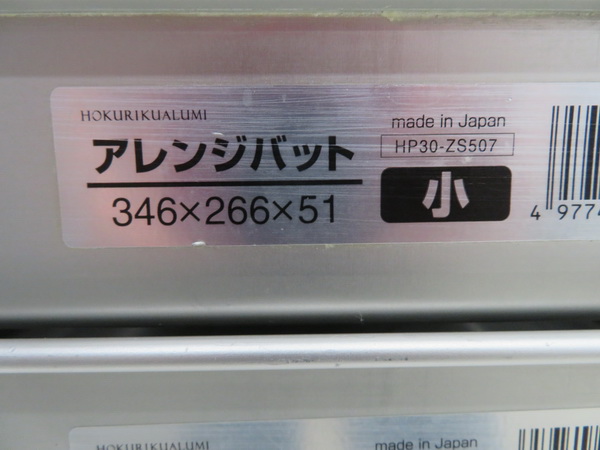 HOKURIKUALUMI
made in Japan
アレンジバット
HP30-ZS507
346×266×51
小
4 9774
HOKURIKUALUMI
made in Japan